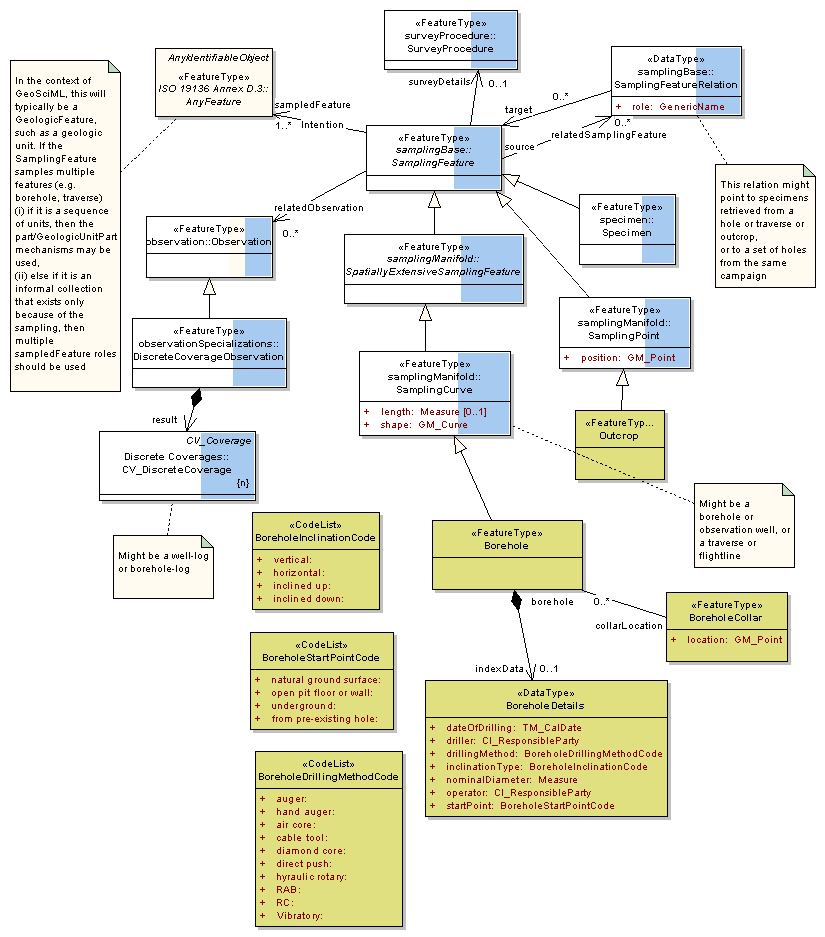 «FeatureType»
surveyProcedure::
SurveyProcedure
AnyIdentifiableObject
«FeatureType»
ISO 19136 Annex D.3::
AnyFeature
«DataType»
samplingBase::
SamplingFeatureRelation
+ role: GenericName
In the context of
GeoSciML, this will
typically be a
GeologicFeature,
such as a geologic
unit. If the
SamplingFeature
samples multiple
features (e.g.
borehole, traverse)
(i) if it is a sequence
of units, then the
part/GeologicUnitPart
mechanisms may be
used,
(ii) else if it is an
informal collection
that exists only
because of the
sampling, then
multiple
sampledFeature roles
should be used
surveyDetails
0..1
sampledFeature
1..*
Intention
target
0..*
source
0..*
relatedSamplingFeature
«FeatureType»
samplingBase::
SamplingFeature
This relation might
point to specimens
retrieved from a
hole or traverse or
outcrop,
or to a set of holes
from the same
campaign
relatedObservation
0..*
«FeatureType»
observation::Observation
«FeatureType»
specimen::
Specimen
«FeatureType»
samplingManifold::
SpatiallyExtensiveSamplingFeature
«FeatureType»
samplingManifold::
SamplingPoint
+ position: GM_Point
«FeatureType»
observationSpecializations::
DiscreteCoverageObservation
«FeatureType»
samplingManifold::
SamplingCurve
+ length: Measure [0..1]
+ shape: GM_Curve
«FeatureTyp...
Outcrop
result
CV_Coverage
Discrete Coverages::
CV_DiscreteCoverage
{n}
Might be a
borehole or
observation well, or
a traverse or
flightline
Might be a well-log
or borehole-log
«CodeList»
BoreholeInclinationCode
+ vertical:
+ horizontal:
+ inclined up:
+ inclined down:
«FeatureType»
Borehole
borehole
0..*
collarLocation
«FeatureType»
BoreholeCollar
+ location: GM_Point
«CodeList»
BoreholeStartPointCode
+ natural ground surface:
+ open pit floor or wall:
+ underground:
+ from pre-existing hole:
indexData
0..1
«DataType»
BoreholeDetails
+ dateOfDrilling: TM_CalDate
+ driller: CI_ResponsibleParty
+ drillingMethod: BoreholeDrillingMethodCode
+ inclinationType: BoreholeInclinationCode
+ nominalDiameter: Measure
+ operator: CI_ResponsibleParty
+ startPoint: BoreholeStartPointCode
«CodeList»
BoreholeDrillingMethodCode
+ auger:
+ hand auger:
+ air core:
+ cable tool:
+ diamond core:
+ direct push:
+ hyraulic rotary:
+ RAB:
+ RC:
+ Vibratory: